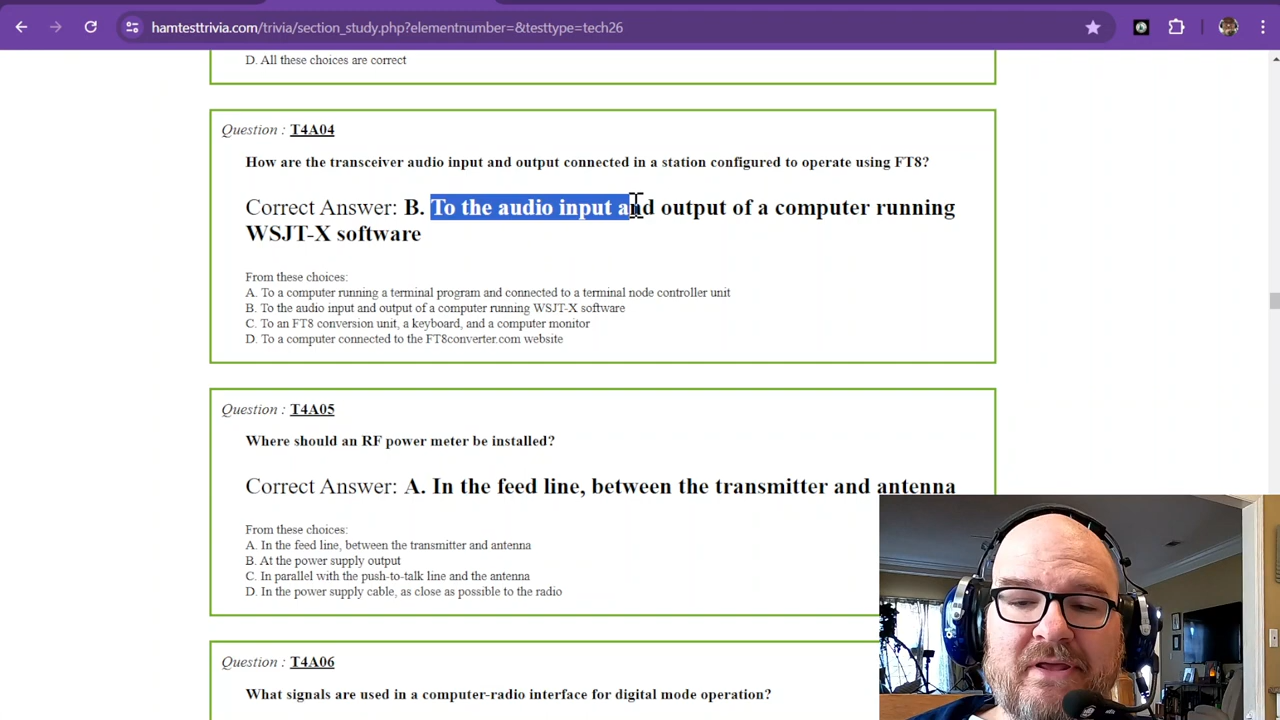 hamtesttrivia.com/trivia/section_study.php?elementnumber=&testtype=tech26
D. All these choices are correct
Question : T4A04
How are the transceiver audio input and output connected in a station configured to operate using FT8?
Correct Answer: B. To the audio input and output of a computer running
WSJT-X software
From these choices:
A. To a computer running a terminal program and connected to a terminal node controller unit
B. To the audio input and output of a computer running WSJT-X software
C. To an FT8 conversion unit, a keyboard, and a computer monitor
D. To a computer connected to the FT8converter.com website
Question : T4A05
Where should an RF power meter be installed?
Correct Answer: A. In the feed line, between the transmitter and antenna
From these choices:
A. In the feed line, between the transmitter and antenna
B. At the power supply output
C. In parallel with the push-to-talk line and the antenna
D. In the power supply cable, as close as possible to the radio
Question : T4A06
What signals are used in a computer-radio interface for digital mode operation?